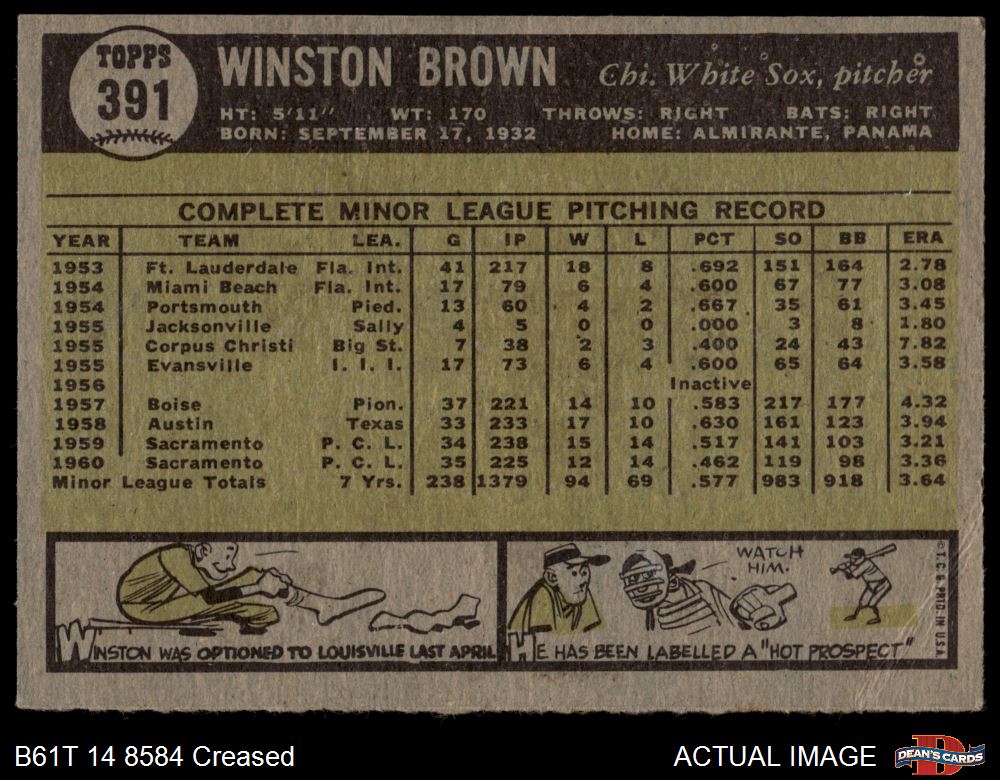 TOPPS
391
WINSTON BROWN Chi. White Sox, pitcher
HT: 5'11" WT: 170 THROWS: RIGHT BATS: RIGHT
BORN: SEPTEMBER 17, 1932 HOME: ALMIRANTE, PANAMA
COMPLETE MINOR LEAGUE PITCHING RECORD
YEAR TEAM LEA. G IP W L PCT SO BB ERA
1953 Ft. Lauderdale Fla. Int. 41 217 18 8 .692 151 164 2.78
1954 Miami Beach Fla. Int. 17 79 6 4 .600 67 77 3.08
1954 Portsmouth Pied. 13 60 4 2 .667 35 61 3.45
1955 Jacksonville Sally 4 5 0 0 .000 3 8 1.80
1955 Corpus Christi Big St. 7 38 2 3 .400 24 43 7.82
1955 Evansville I. I. I. 17 73 6 4 .600 65 64 3.58
1956 Inactive
1957 Boise Pion. 37 221 14 10 .583 217 177 4.32
1958 Austin Texas 33 233 17 10 .630 161 123 3.94
1959 Sacramento P. C. L. 34 238 15 14 .517 141 103 3.21
1960 Sacramento P. C. L. 35 225 12 14 .462 119 98 3.36
Minor League Totals 7 Yrs. 238 1379 94 69 .577 983 918 3.64
WINSTON WAS OPTIONED TO LOUISVILLE LAST APRIL
WATCH
HIM.
HE HAS BEEN LABELLED A "HOT PROSPECT"
© T.C.G. PRTD. IN U.S.A.
B61T 14 8584 Creased
ACTUAL IMAGE
DEAN'S CARDS